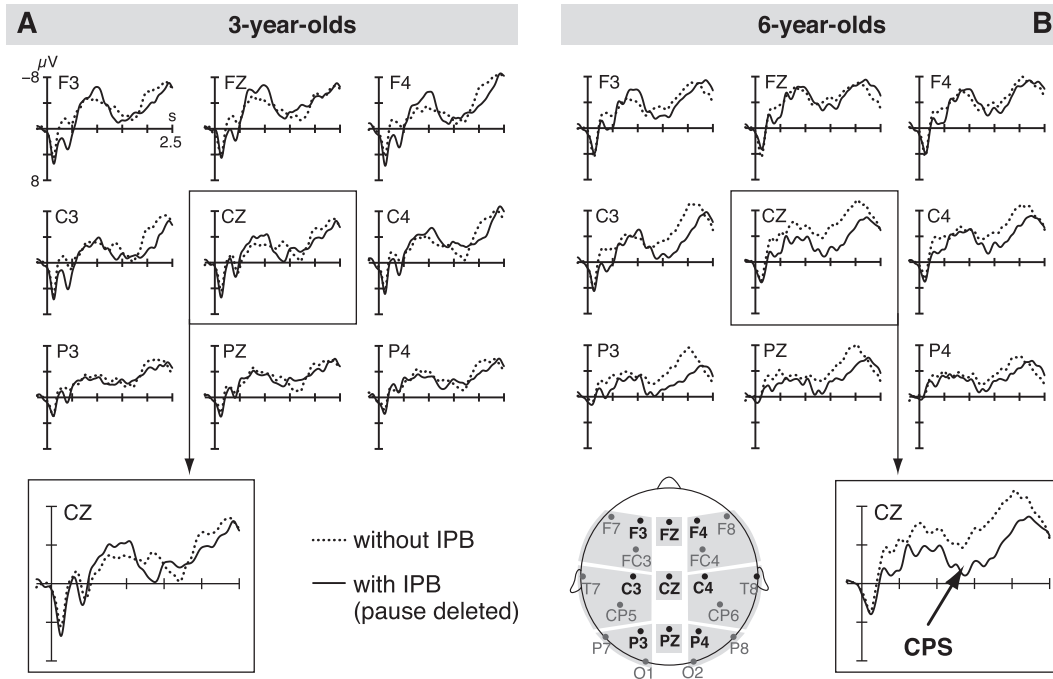 A 3-year-olds
6-year-olds B
µV
−8
F3
FZ
F4
s
2.5
8
F3
FZ
F4
C3
CZ
C4
C3
CZ
C4
P3
PZ
P4
P3
PZ
P4
CZ
without IPB
with IPB
(pause deleted)
F7 F3 FZ F4 F8
FC3 FC4
T7 C3 CZ C4 T8
CP5 CP6
P7 P3 PZ P4 P8
O1 O2
CZ
CPS